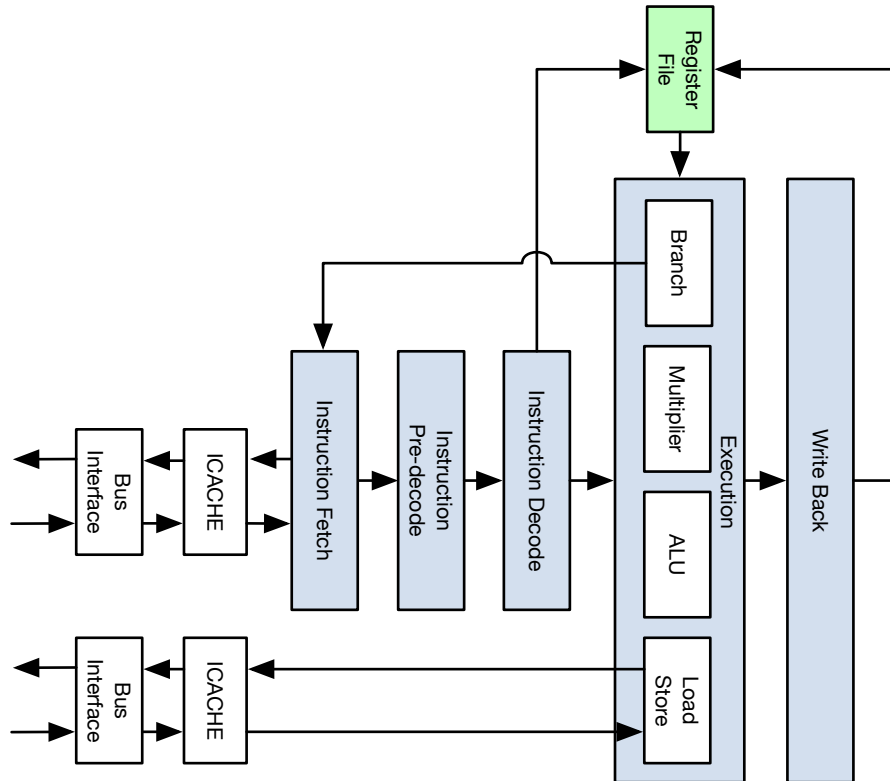 Register
File
Branch
Multiplier
ALU
Load
Store
Execution
Write Back
Instruction Fetch
Instruction
Pre-decode
Instruction Decode
ICACHE
Bus
Interface
ICACHE
Bus
Interface